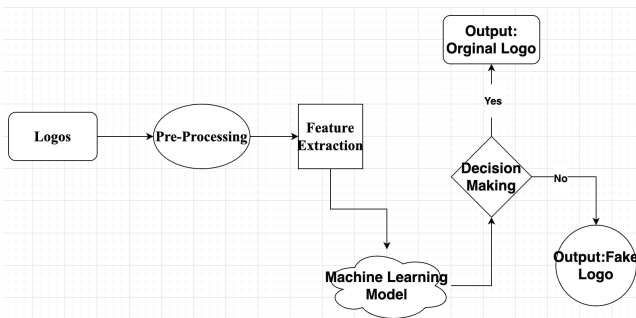 Output:
Orginal Logo
Yes
Logos
Pre-Processing
Feature
Extraction
Decision
Making
No
Machine Learning
Model
Output:Fake
Logo